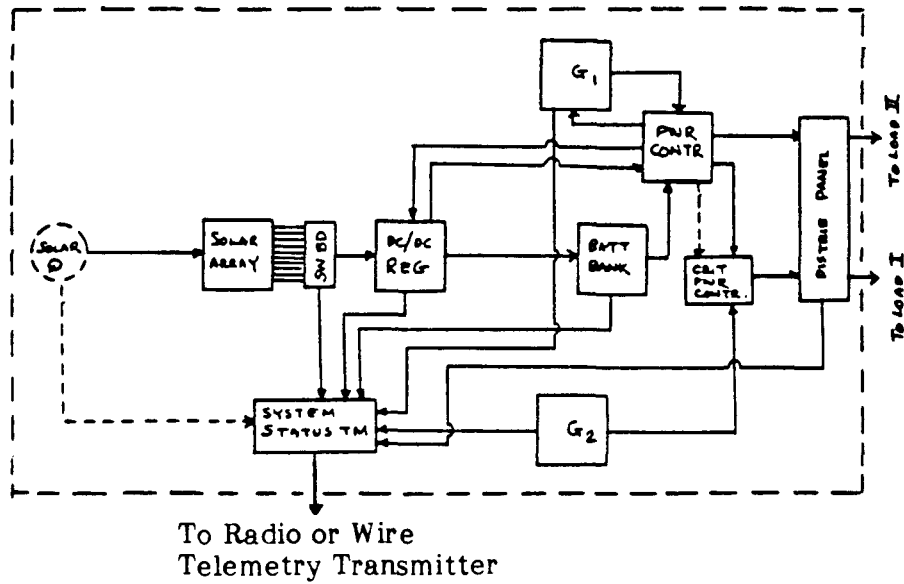 G1
PWR
CONTR
TO LOAD II
SOLAR
Q
SOLAR
ARRAY
SW BD
DC/DC
REG
BATT
BANK
CRIT
PWR
CONTR.
DISTRIB PANEL
TO LOAD I
SYSTEM
STATUS TM
G2
To Radio or Wire
Telemetry Transmitter